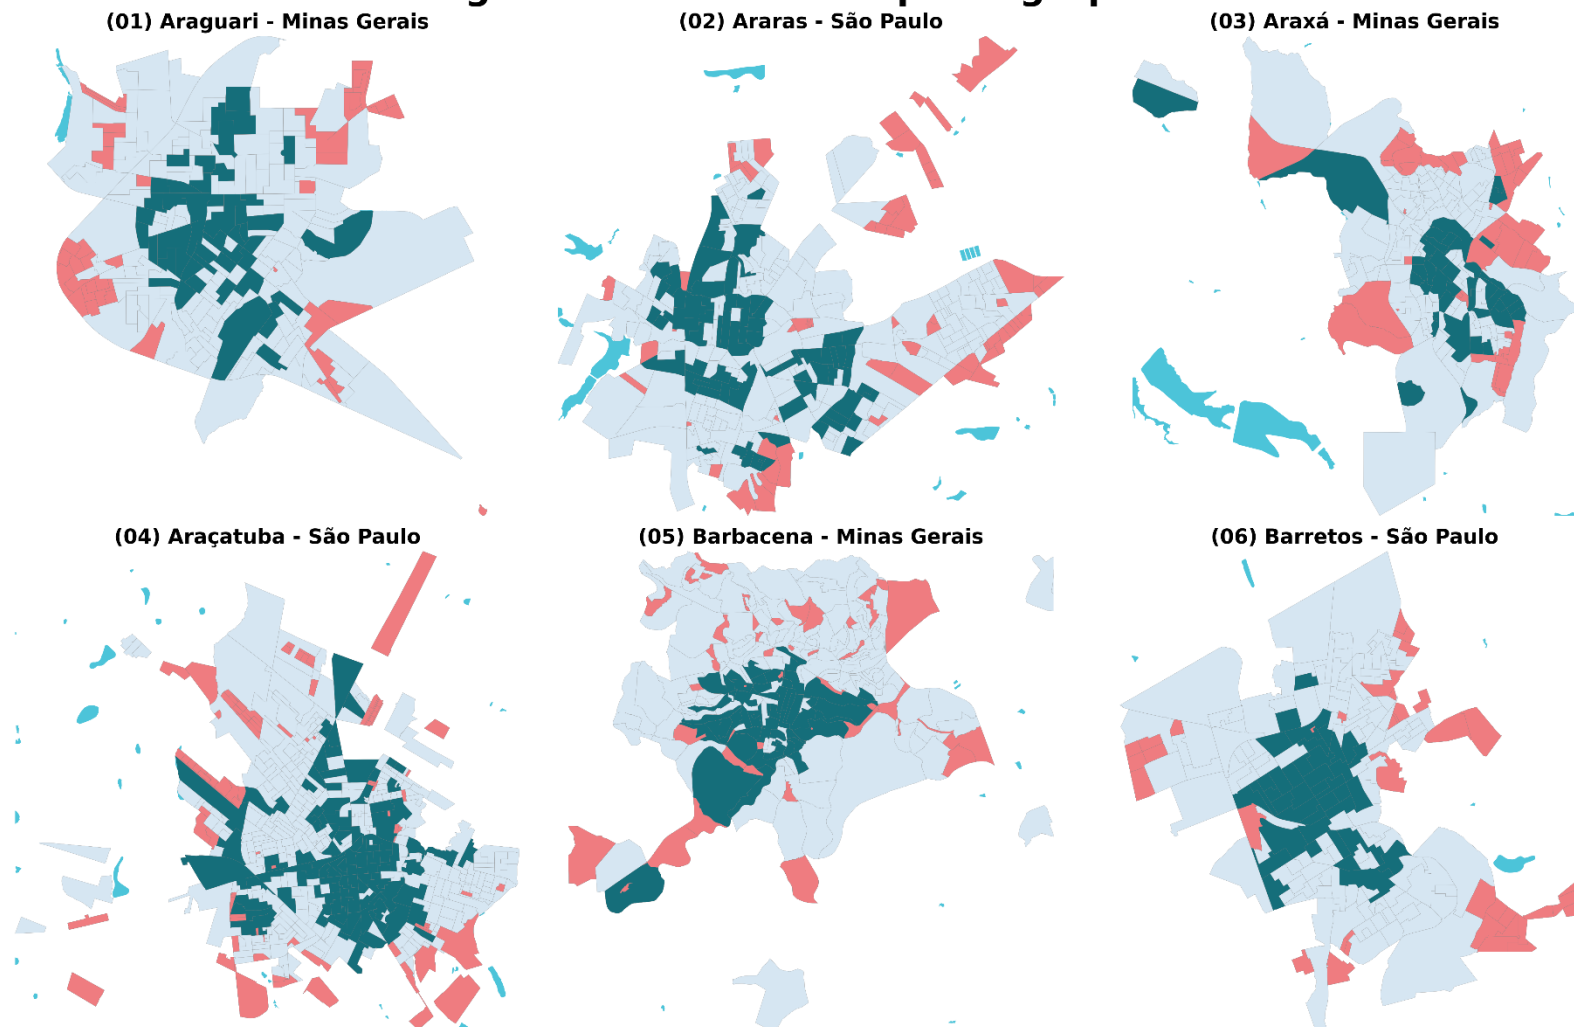 (01) Araguari - Minas Gerais
(02) Araras - São Paulo
(03) Araxá - Minas Gerais
(04) Araçatuba - São Paulo
(05) Barbacena - Minas Gerais
(06) Barretos - São Paulo